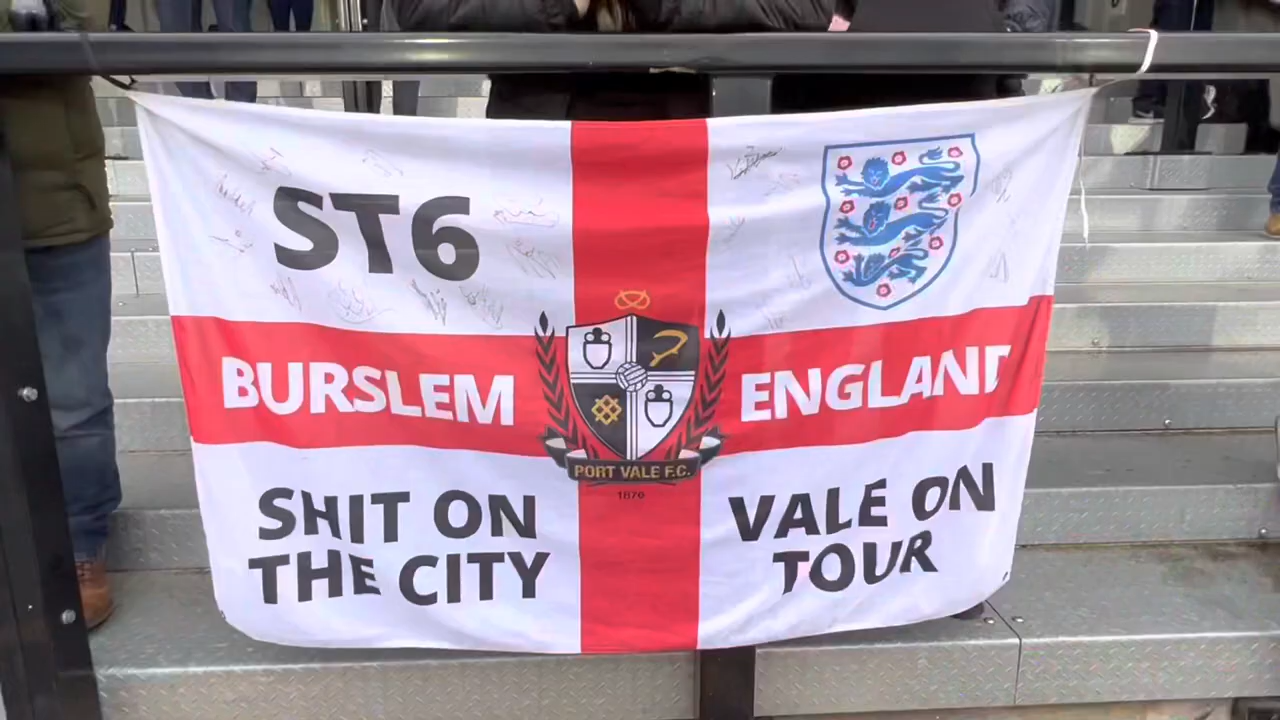 ST6
BURSLEM
ENGLAND
PORT VALE F.C.
1876
SHIT ON
THE CITY
VALE ON
TOUR